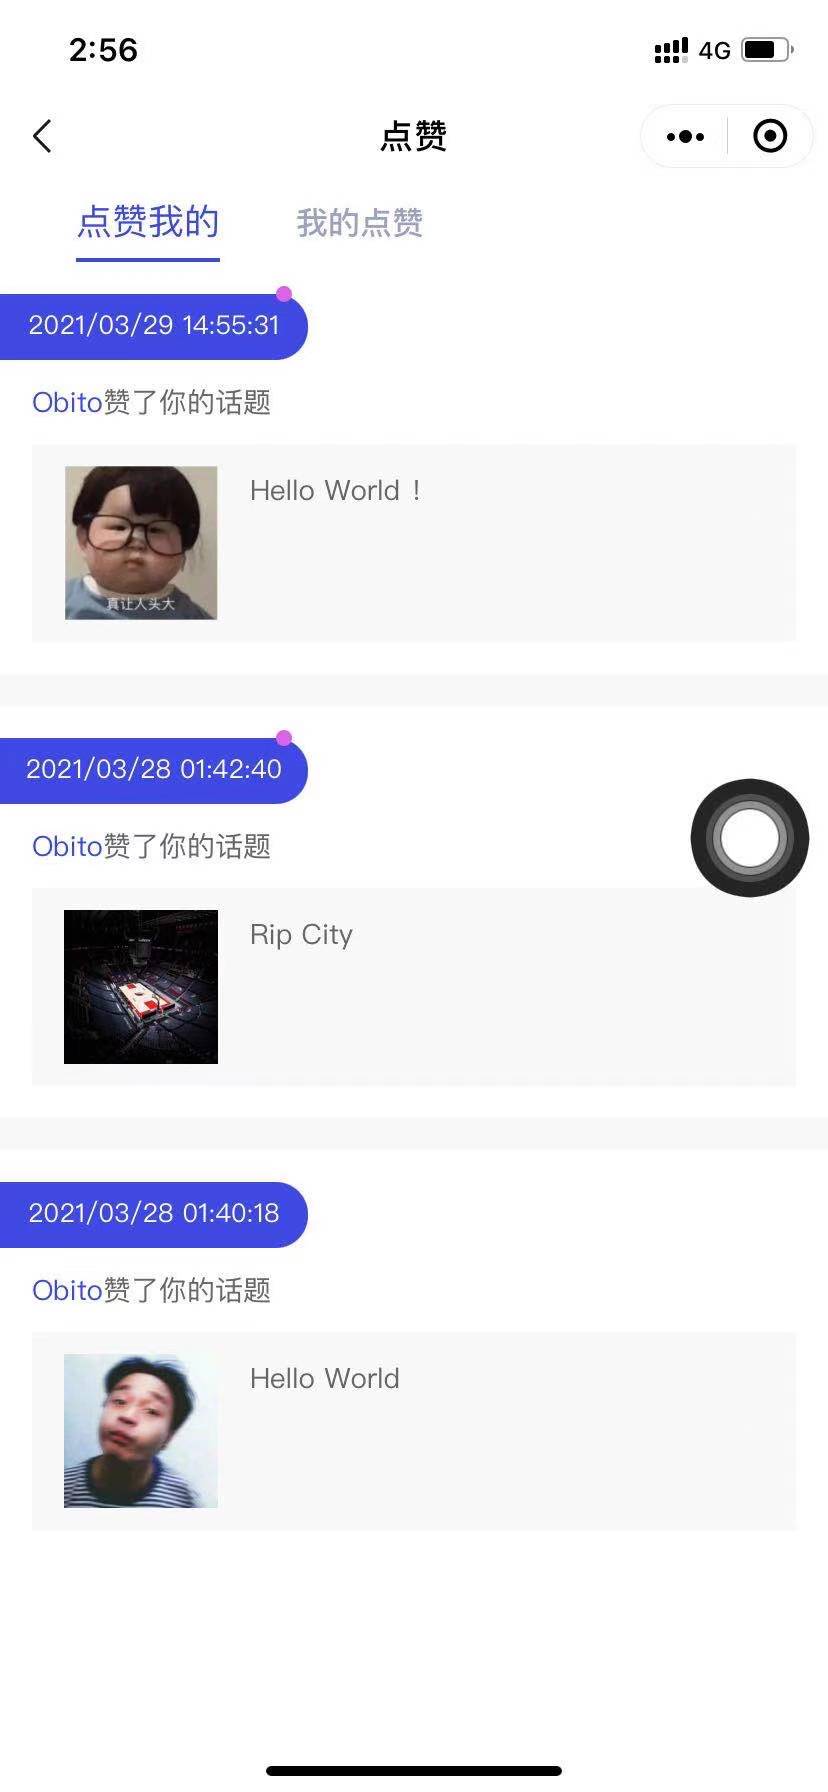 2:56
4G
点赞
点赞我的
我的点赞
2021/03/29 14:55:31
Obito赞了你的话题
Hello World！
真让人头大
2021/03/28 01:42:40
Obito赞了你的话题
Rip City
2021/03/28 01:40:18
Obito赞了你的话题
Hello World